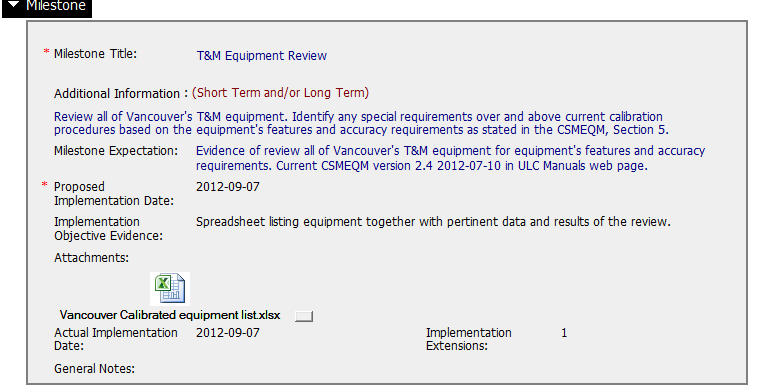 ▼ Milestone
* Milestone Title: T&M Equipment Review
Additional Information : (Short Term and/or Long Term)
Review all of Vancouver's T&M equipment. Identify any special requirements over and above current calibration
procedures based on the equipment's features and accuracy requirements as stated in the CSMEQM, Section 5.
Milestone Expectation: Evidence of review all of Vancouver's T&M equipment for equipment's features and accuracy
requirements. Current CSMEQM version 2.4 2012-07-10 in ULC Manuals web page.
* Proposed 2012-09-07
Implementation Date:
Implementation Spreadsheet listing equipment together with pertinent data and results of the review.
Objective Evidence:
Attachments:
Vancouver Calibrated equipment list.xlsx
Actual Implementation 2012-09-07 Implementation 1
Date: Extensions:
General Notes: